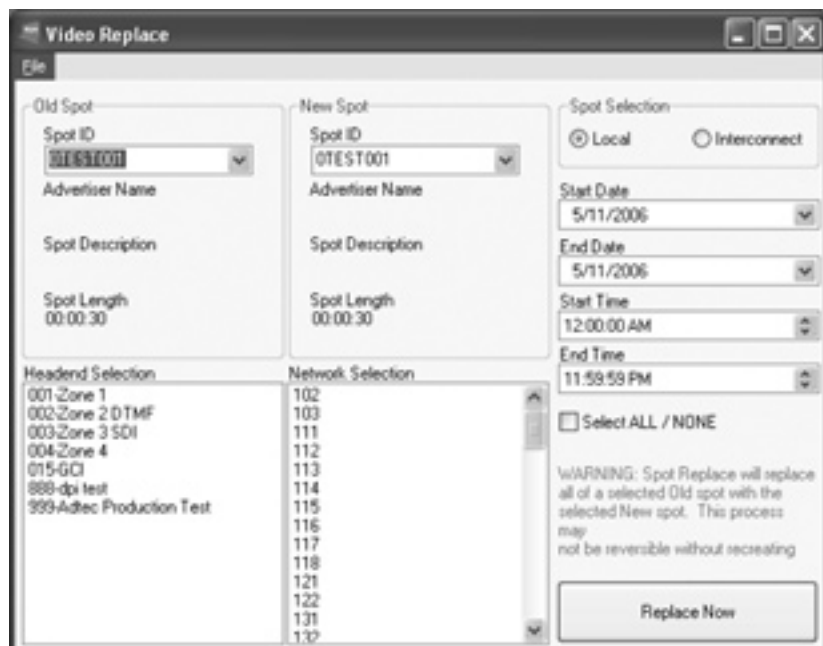 Video Replace
File
Old Spot
Spot ID
0TEST001
Advertiser Name
Spot Description
Spot Length
00:00:30
New Spot
Spot ID
0TEST001
Advertiser Name
Spot Description
Spot Length
00:00:30
Spot Selection
Local
Interconnect
Start Date
5/11/2006
End Date
5/11/2006
Start Time
12:00:00 AM
End Time
11:59:59 PM
Select ALL / NONE
WARNING: Spot Replace will replace
all of a selected Old spot with the
selected New spot. This process
may
not be reversible without recreating
Replace Now
Headend Selection
001-Zone 1
002-Zone 2 DTMF
003-Zone 3 SDI
004-Zone 4
015-GCI
888-dpi test
999-Adtec Production Test
Network Selection
102
103
111
112
113
114
115
116
117
118
121
122
131
132